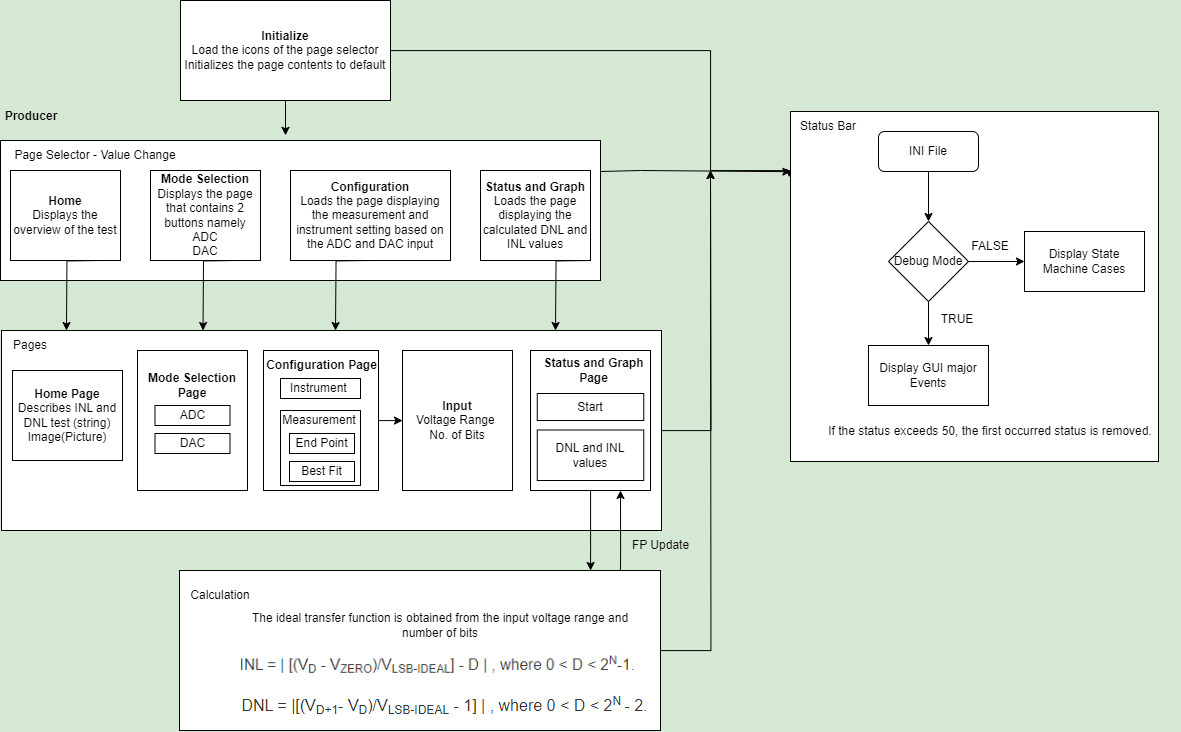 Initialize
Load the icons of the page selector
Initializes the page contents to default
Producer
Page Selector - Value Change
Home
Displays the
overview of the test
Mode Selection
Displays the page
that contains 2
buttons namely
ADC
DAC
Configuration
Loads the page displaying
the measurement and
instrument setting based on
the ADC and DAC input
Status and Graph
Loads the page
displaying the
calculated DNL and
INL values
Pages
Home Page
Describes INL and
DNL test (string)
Image(Picture)
Mode Selection
Page
ADC
DAC
Configuration Page
Instrument
Measurement
End Point
Best Fit
Input
Voltage Range
No. of Bits
Status and Graph
Page
Start
DNL and INL
values
FP Update
Calculation
The ideal transfer function is obtained from the input voltage range and
number of bits
INL = | [(V_D - V_ZERO)/V_LSB-IDEAL] - D | , where 0 < D < 2^N-1.
DNL = |[(V_D+1- V_D)/V_LSB-IDEAL - 1] | , where 0 < D < 2^N - 2.
Status Bar
INI File
Debug Mode
FALSE
Display State
Machine Cases
TRUE
Display GUI major
Events
If the status exceeds 50, the first occurred status is removed.